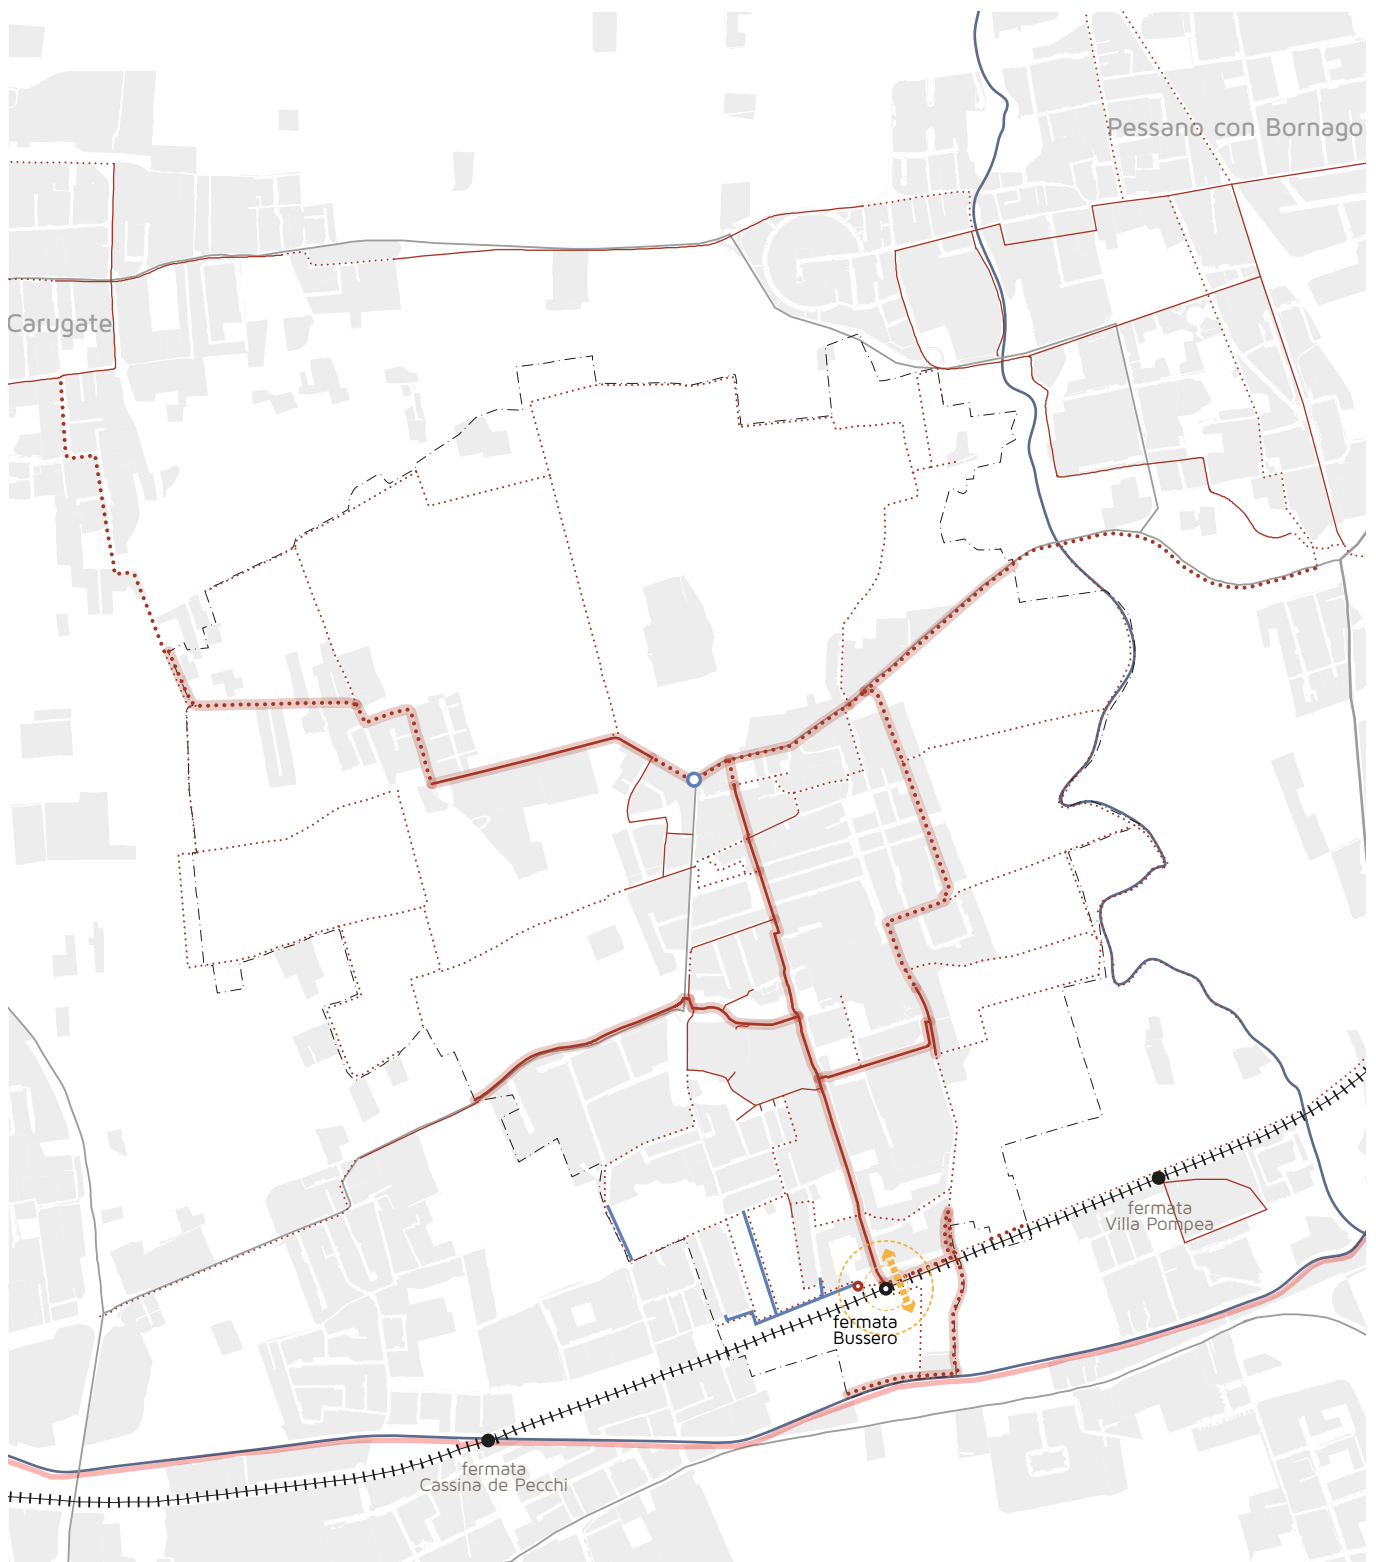 Pessano con Bornago
Carugate
fermata
Villa Pompea
fermata
Bussero
fermata
Cassina de Pecchi